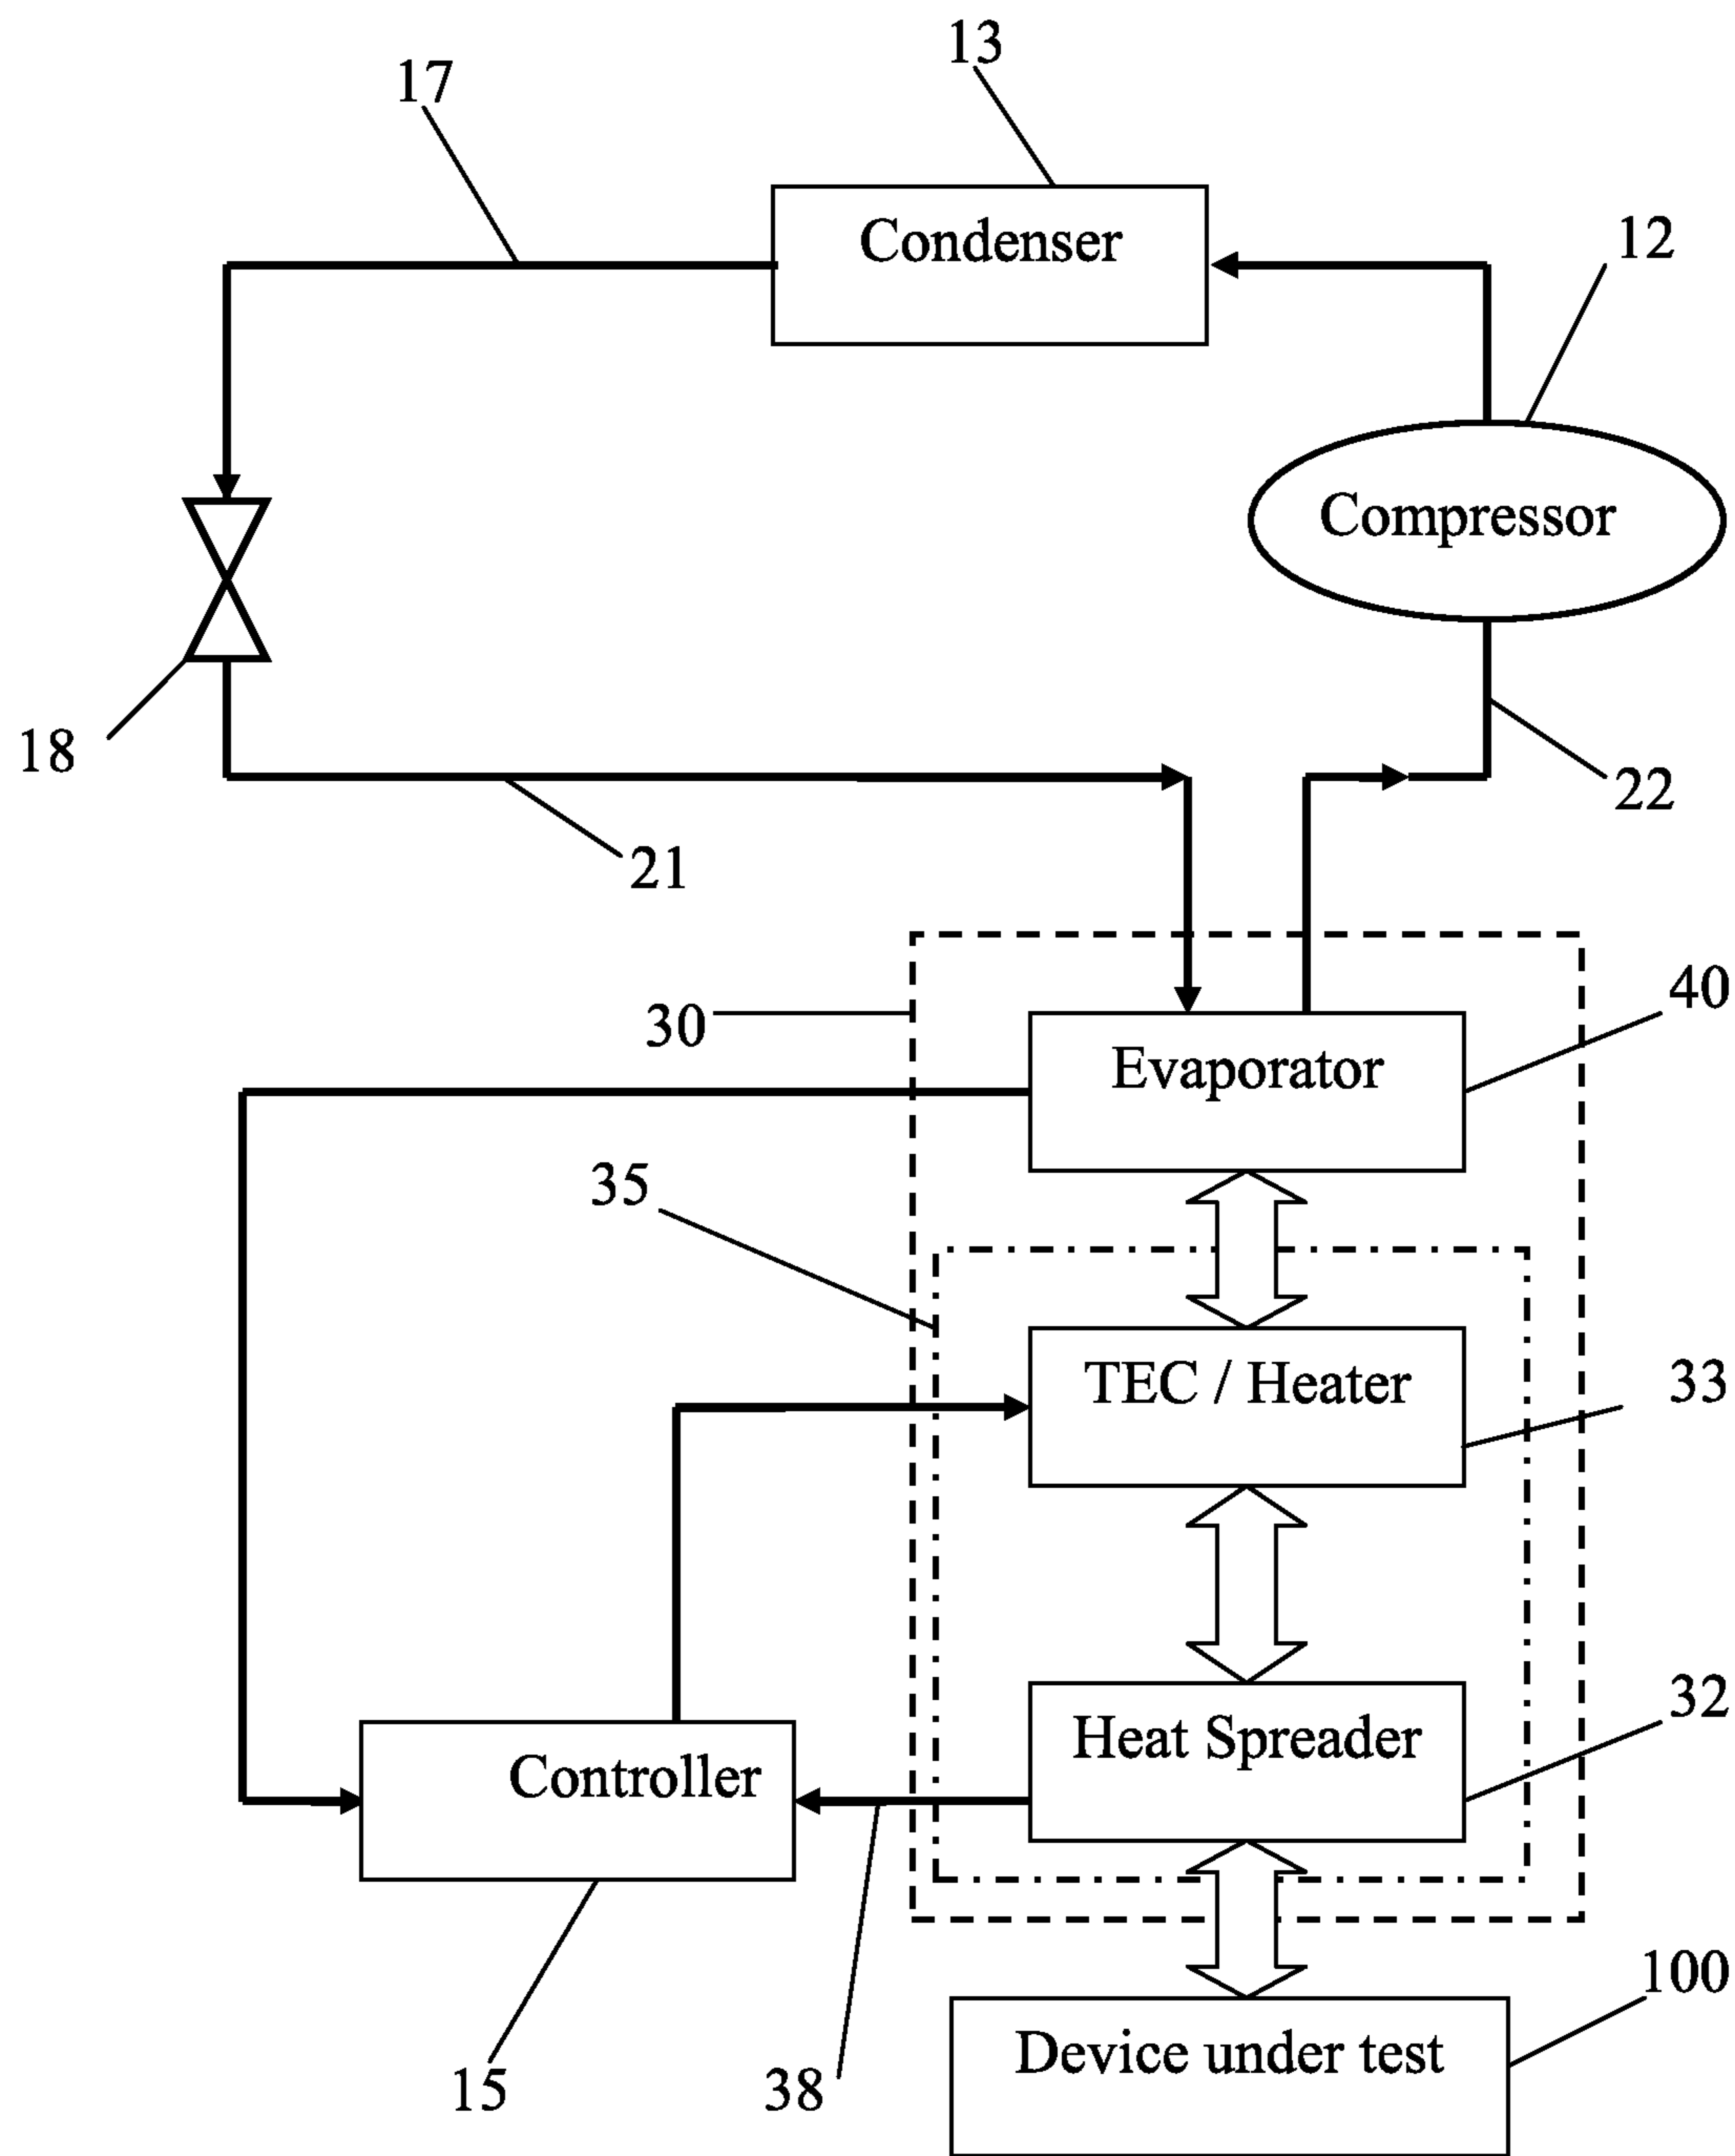 13
17
Condenser
12
Compressor
18
22
21
40
30
Evaporator
35
TEC / Heater
33
32
Heat Spreader
Controller
100
Device under test
15
38